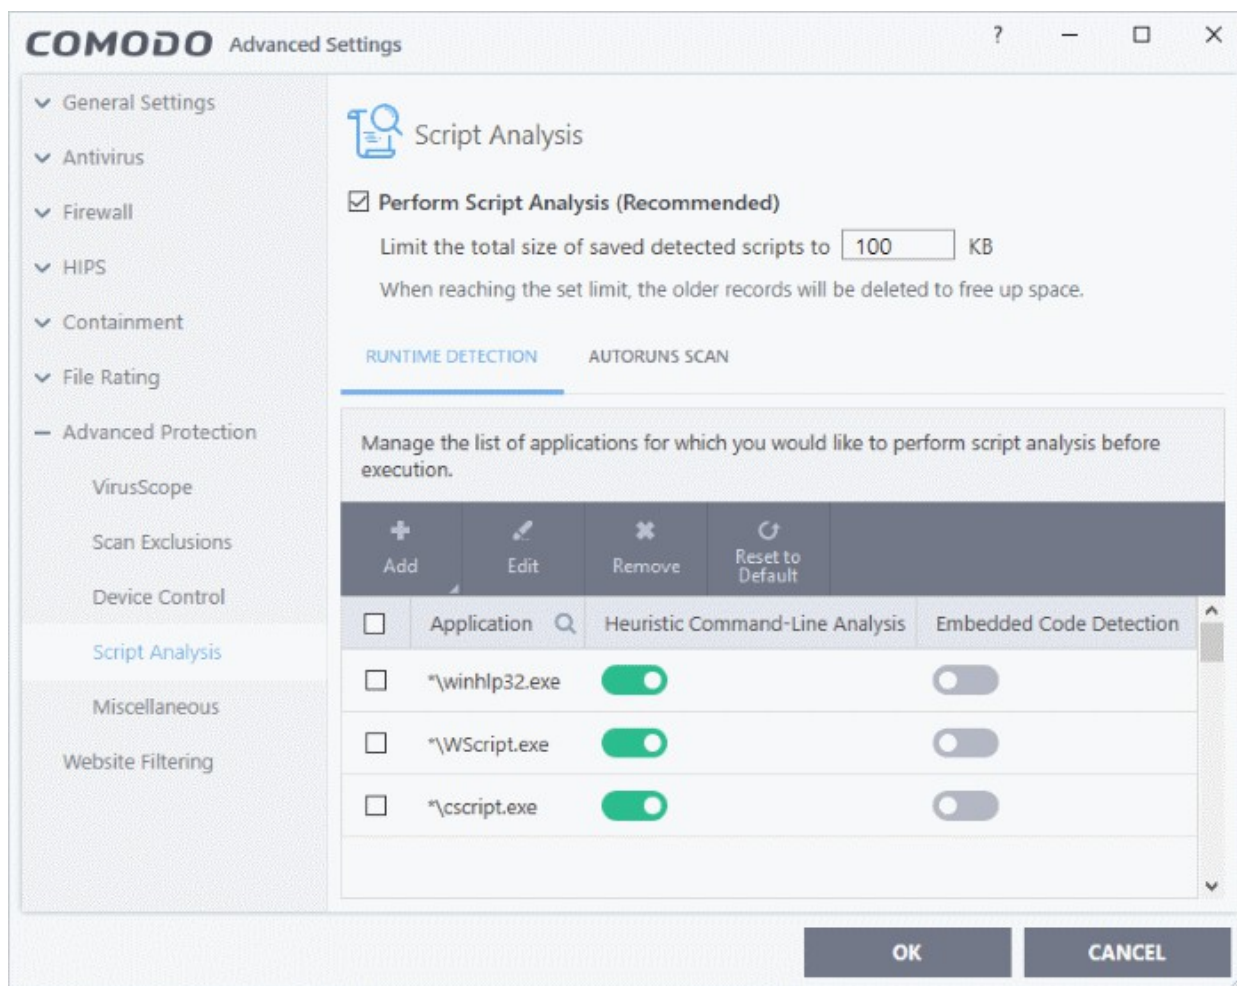 COMODO Advanced Settings ?
General Settings
Antivirus
Firewall
HIPS
Containment
File Rating
Advanced Protection
VirusScope
Scan Exclusions
Device Control
Script Analysis
Miscellaneous
Website Filtering
Script Analysis
Perform Script Analysis (Recommended)
Limit the total size of saved detected scripts to 100 KB
When reaching the set limit, the older records will be deleted to free up space.
RUNTIME DETECTION AUTORUNS SCAN
Manage the list of applications for which you would like to perform script analysis before
execution.
Add Edit Remove Reset to
Default
Application Heuristic Command-Line Analysis Embedded Code Detection
*\winhlp32.exe
*\WScript.exe
*\cscript.exe
OK CANCEL